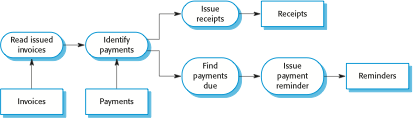 Issue
receipts
Receipts
Read issued
invoices
Identify
payments
Find
payments
due
Issue
payment
reminder
Reminders
Invoices
Payments